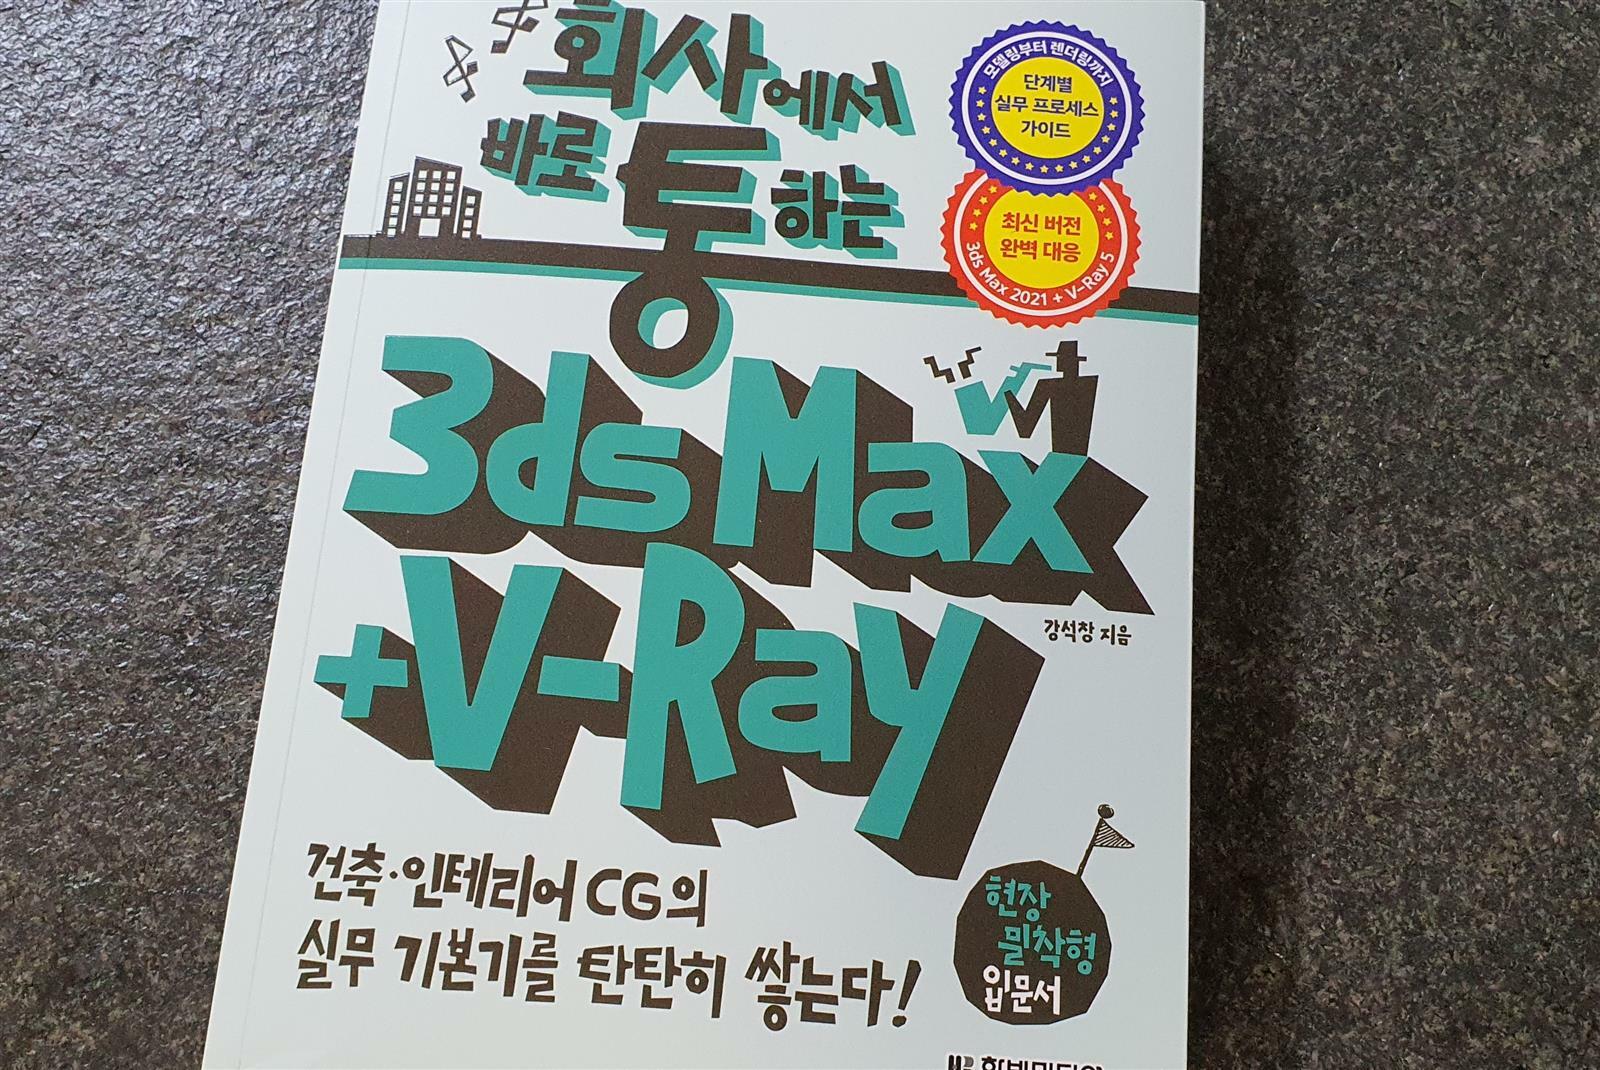 회사에서
바로 통하는
모델링부터 렌더링까지
단계별
실무 프로세스
가이드
최신 버전
완벽 대응
3ds Max 2021 + V-Ray 5
3ds Max
+V-Ray
강석창 지음
건축·인테리어 CG의
실무 기본기를 탄탄히 쌓는다!
현장
밀착형
입문서